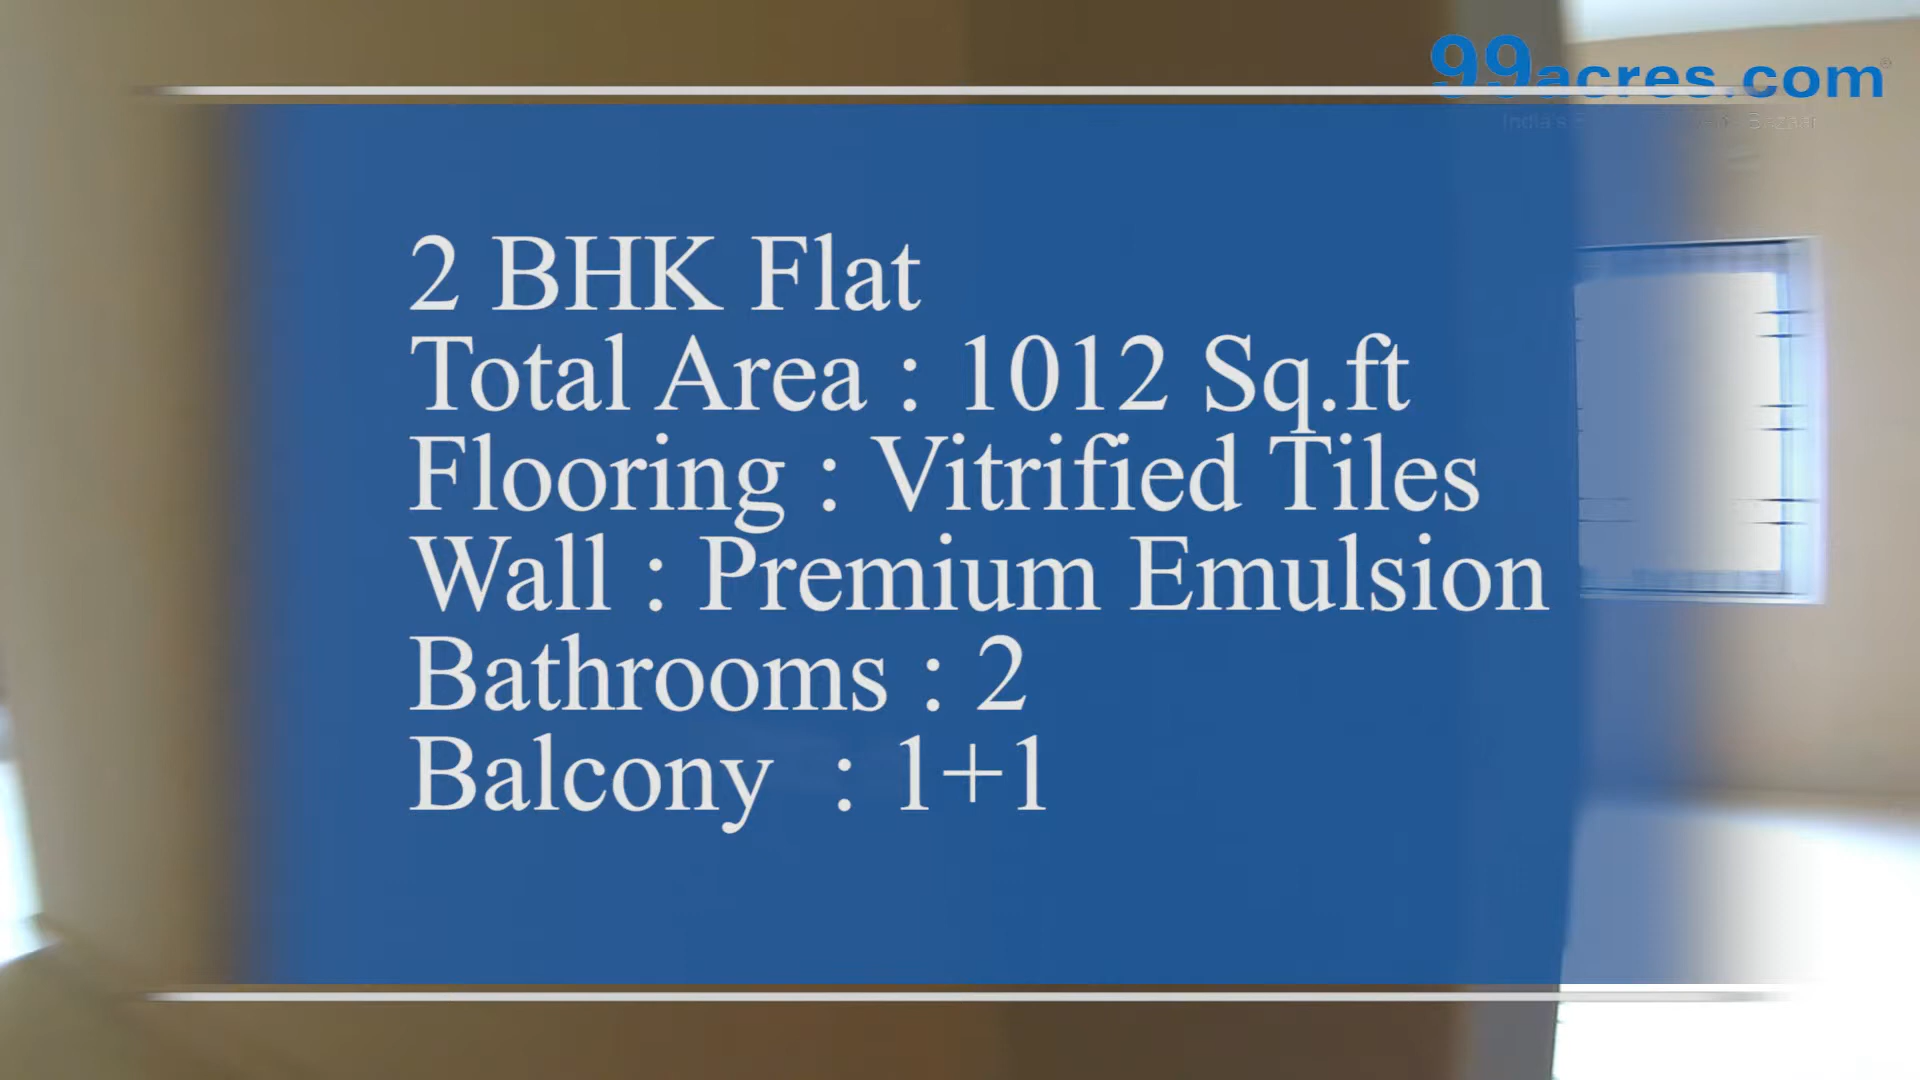 99acres.com
2 BHK Flat
Total Area : 1012 Sq.ft
Flooring : Vitrified Tiles
Wall : Premium Emulsion
Bathrooms : 2
Balcony : 1+1